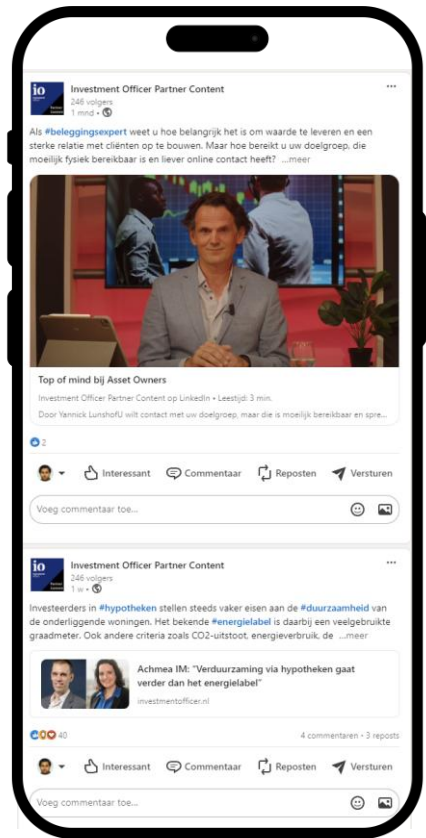 io
Investment Officer Partner Content
246 volgers
1 mnd •
Als #beleggingsexpert weet u hoe belangrijk het is om waarde te leveren en een
sterke relatie met cliënten op te bouwen. Maar hoe bereikt u uw doelgroep, die
moeilijk fysiek bereikbaar is en liever online contact heeft? ...meer
Top of mind bij Asset Owners
Investment Officer Partner Content op LinkedIn • Leestijd: 3 min.
Door Yannick LunshofU wilt contact met uw doelgroep, maar die is moeilijk bereikbaar en spre...
2
Interessant Commentaar Reposten Versturen
Voeg commentaar toe...
io
Investment Officer Partner Content
246 volgers
1 w •
Investeerders in #hypotheken stellen steeds vaker eisen aan de #duurzaamheid van
de onderliggende woningen. Het bekende #energielabel is daarbij een veelgebruikte
graadmeter. Ook andere criteria zoals CO2-uitstoot, energieverbruik, de ...meer
Achmea IM: "Verduurzaming via hypotheken gaat
verder dan het energielabel"
investmentofficer.nl
40
4 commentaren • 3 reposts
Interessant Commentaar Reposten Versturen
Voeg commentaar toe...